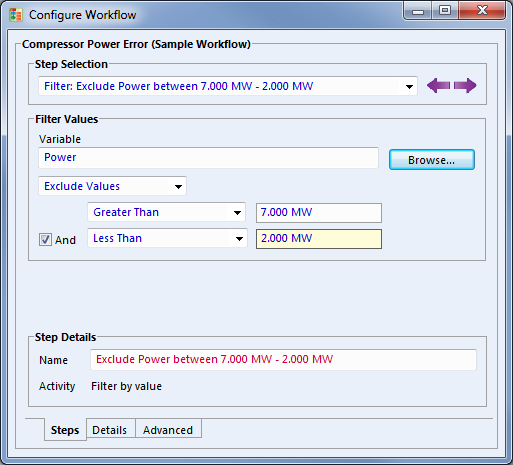 Configure Workflow
Compressor Power Error (Sample Workflow)
Step Selection
Filter: Exclude Power between 7.000 MW - 2.000 MW
Filter Values
Variable
Power
Browse...
Exclude Values
Greater Than 7.000 MW
And Less Than 2.000 MW
Step Details
Name Exclude Power between 7.000 MW - 2.000 MW
Activity Filter by value
Steps Details Advanced